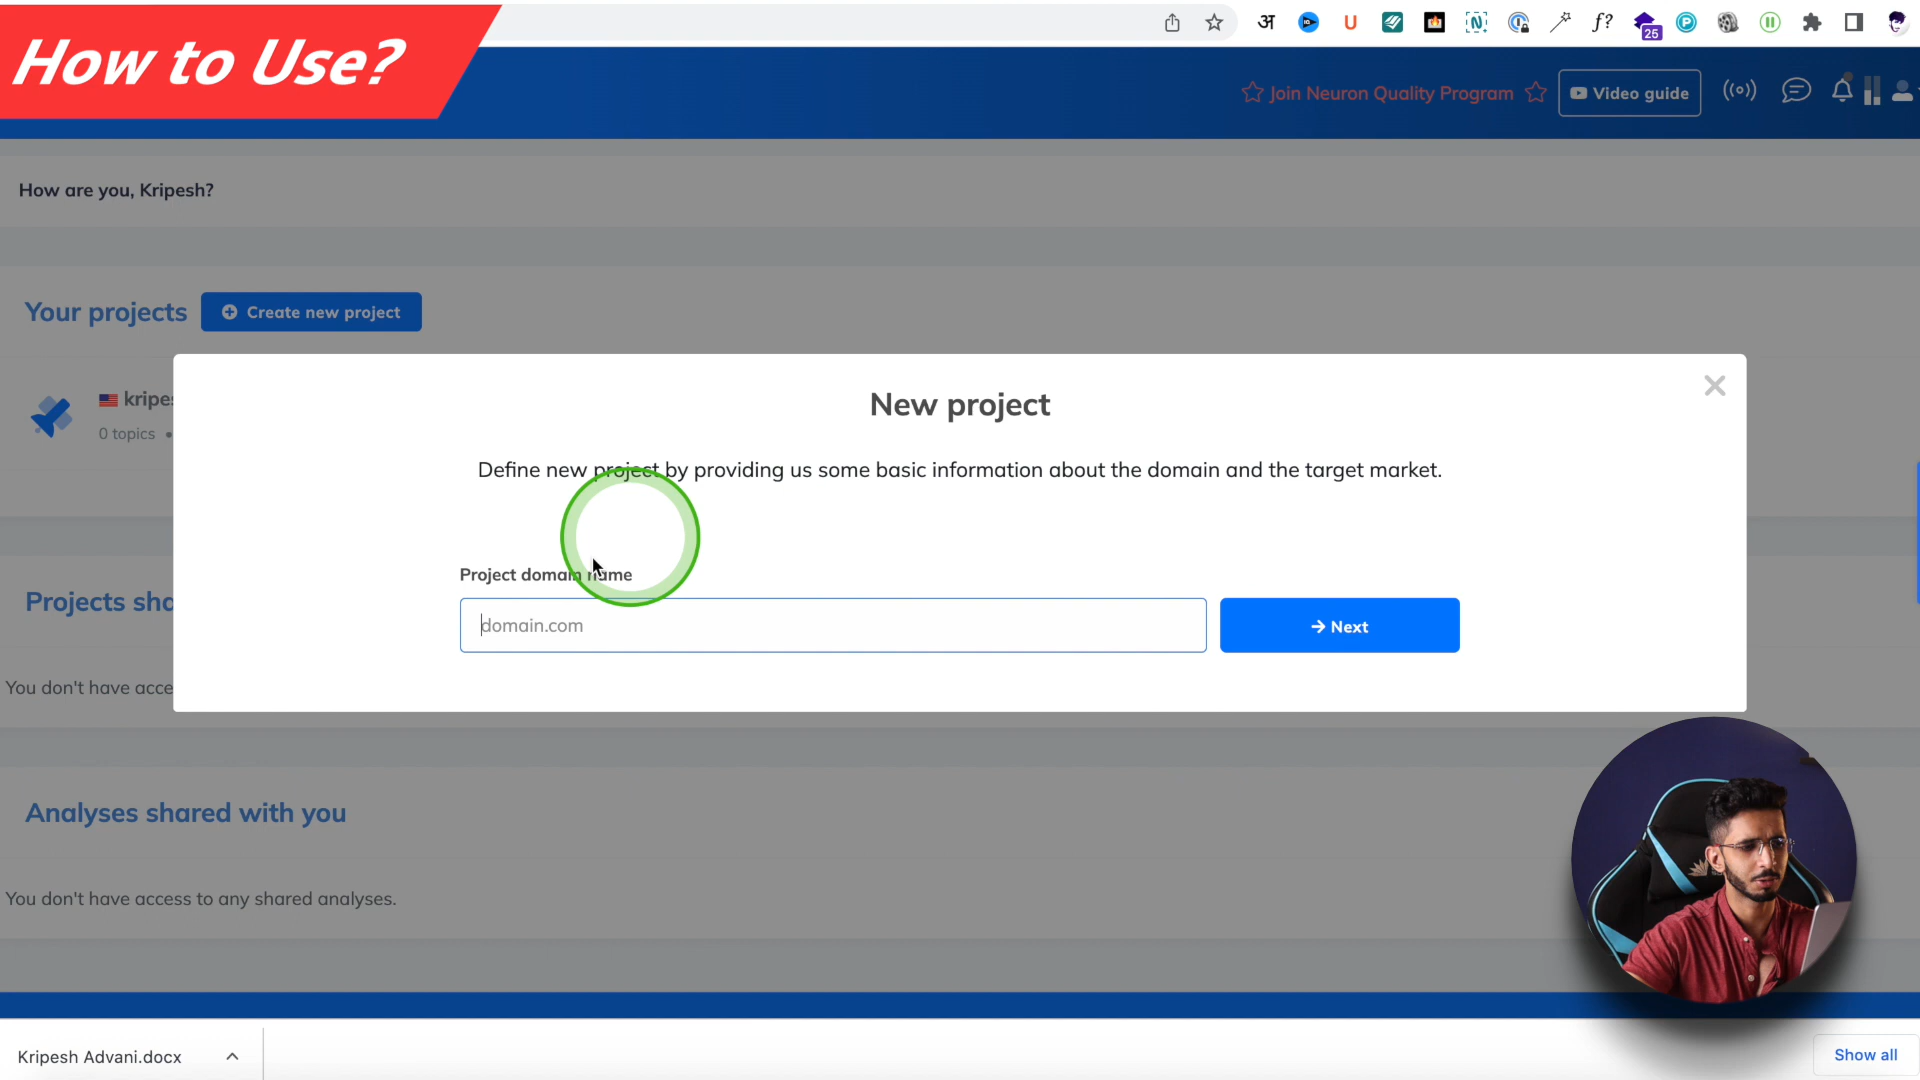 How to Use?
अ
U
N
f?
25
P
Join Neuron Quality Program
Video guide
How are you, Kripesh?
Your projects
Create new project
kripes
0 topics •
New project
Define new project by providing us some basic information about the domain and the target market.
Project domain name
domain.com
→ Next
Projects sha
You don't have acce
Analyses shared with you
You don't have access to any shared analyses.
Kripesh Advani.docx
Show all